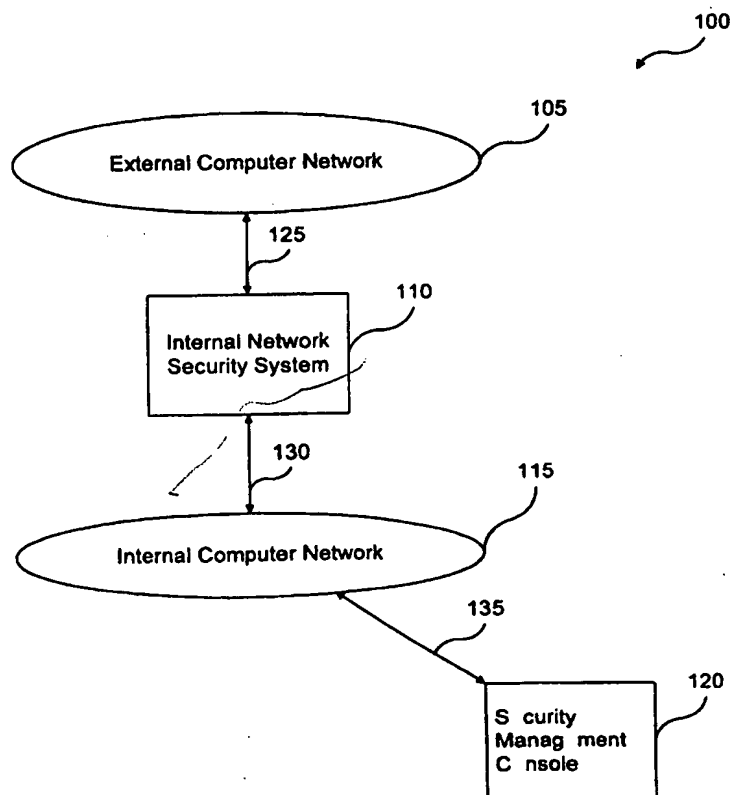 100
105
External Computer Network
125
110
Internal Network
Security System
130
115
Internal Computer Network
135
120
S curity
Manag ment
C nsole